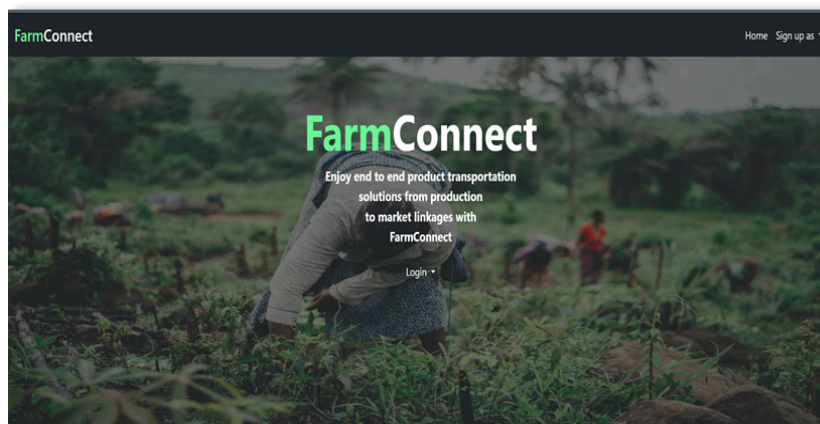 FarmConnect
Home Sign up as
FarmConnect
Enjoy end to end product transportation
solutions from production
to market linkages with
FarmConnect
Login